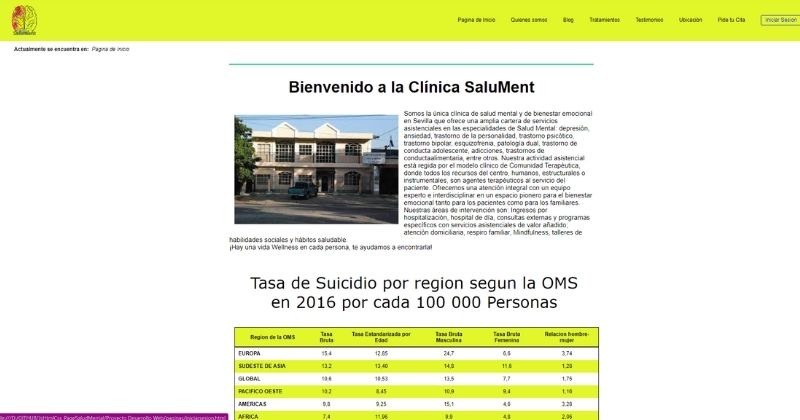 SaluMent
Pagina de Inicio Quienes somos Blog Tratamientos Testimonios Ubicación Pide tu Cita Iniciar Sesion
Actualmente se encuentra en: Pagina de Inicio
Bienvenido a la Clínica SaluMent
Somos la única clínica de salud mental y de bienestar emocional
en Sevilla que ofrece una amplia cartera de servicios
asistenciales en las especialidades de Salud Mental: depresión,
ansiedad, trastorno de la personalidad, trastorno psicótico,
trastorno bipolar, esquizofrenia, patología dual, trastorno de
conducta adolescente, adicciones, trastornos de
conductaalimentaria, entre otros. Nuestra actividad asistencial
está regida por el modelo clínico de Comunidad Terapéutica,
donde todos los recursos del centro, humanos, estructurales o
instrumentales, son agentes terapéuticos al servicio del
paciente. Ofrecemos una atención integral con un equipo
experto e interdisciplinar en un espacio pionero para el bienestar
emocional tanto para los pacientes como para los familiares.
Nuestras áreas de intervención son: Ingresos por
hospitalización, hospital de día, consultas externas y programas
específicos con servicios asistenciales de valor añadido;
atención domiciliaria, respiro familiar, Mindfulness, talleres de
habilidades sociales y hábitos saludable
¡Hay una vida Wellness en cada persona, te ayudamos a encontrarla!
Tasa de Suicidio por region segun la OMS
en 2016 por cada 100 000 Personas
Region de la OMS Tasa Bruta Tasa Estandarizada por Edad Tasa Bruta Masculina Tasa Bruta Femenina Relacion hombre-mujer
EUROPA 15,4 12,85 24,7 6,6 3,74
SUDESTE DE ASIA 13,2 13,40 14,8 11,6 1,28
GLOBAL 10,6 10,53 13,5 7,7 1,75
PACIFICO OESTE 10,2 8,45 10,9 9,4 1,16
AMERICAS 9,8 9,25 15,1 4,6 3,28
AFRICA 7,4 11,96 9,9 4,8 2,06